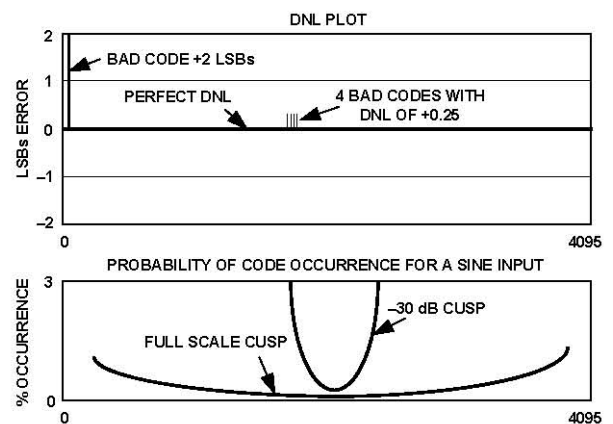 DNL PLOT
2
BAD CODE +2 LSBs
1
PERFECT DNL
4 BAD CODES WITH
DNL OF +0.25
0
LSBs ERROR
–1
–2
0
4095
PROBABILITY OF CODE OCCURRENCE FOR A SINE INPUT
3
–30 dB CUSP
FULL SCALE CUSP
% OCCURRENCE
0
0
4095